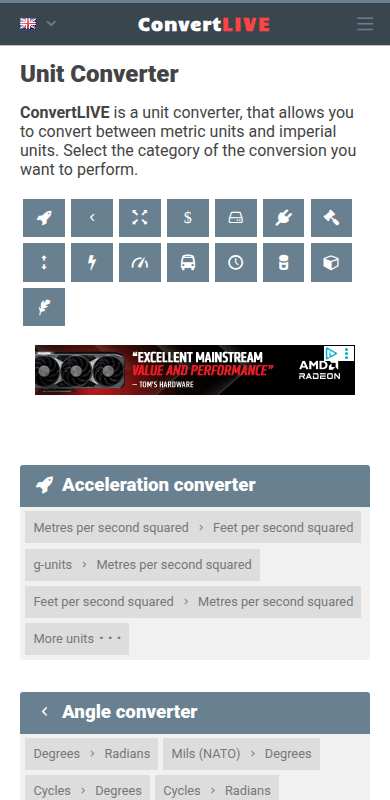 ConvertLIVE
Unit Converter
ConvertLIVE is a unit converter, that allows you
to convert between metric units and imperial
units. Select the category of the conversion you
want to perform.
"EXCELLENT MAINSTREAM
VALUE AND PERFORMANCE"
– TOM'S HARDWARE
AMD
RADEON
Acceleration converter
Metres per second squared › Feet per second squared
g-units › Metres per second squared
Feet per second squared › Metres per second squared
More units • • •
Angle converter
Degrees › Radians Mils (NATO) › Degrees
Cycles › Degrees Cycles › Radians